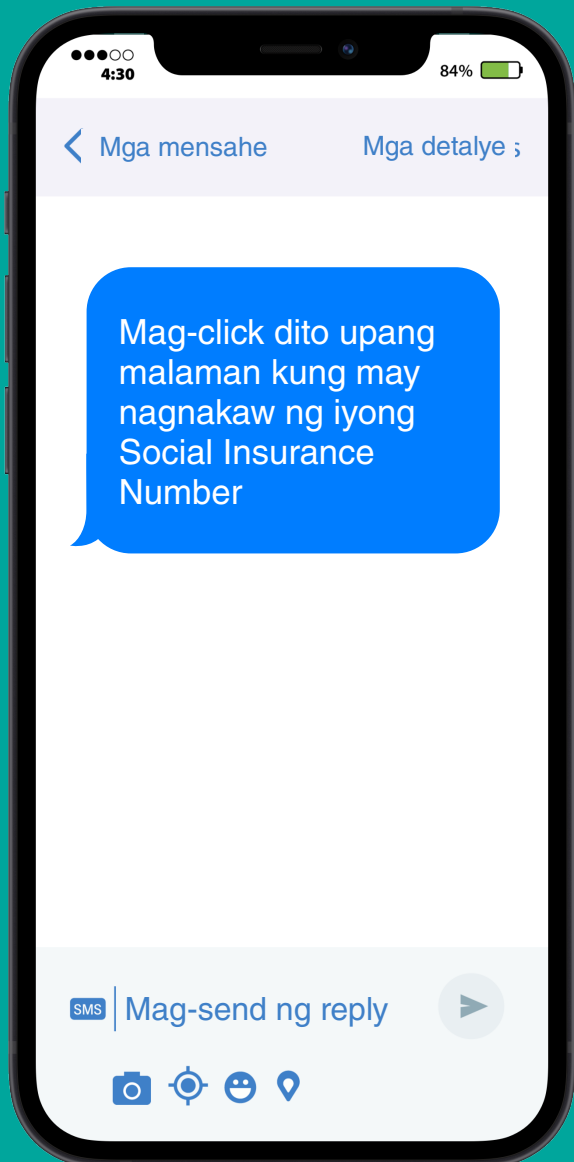 4:30
84%
Mga mensahe Mga detalye s
Mag-click dito upang
malaman kung may
nagnakaw ng iyong
Social Insurance
Number
SMS Mag-send ng reply